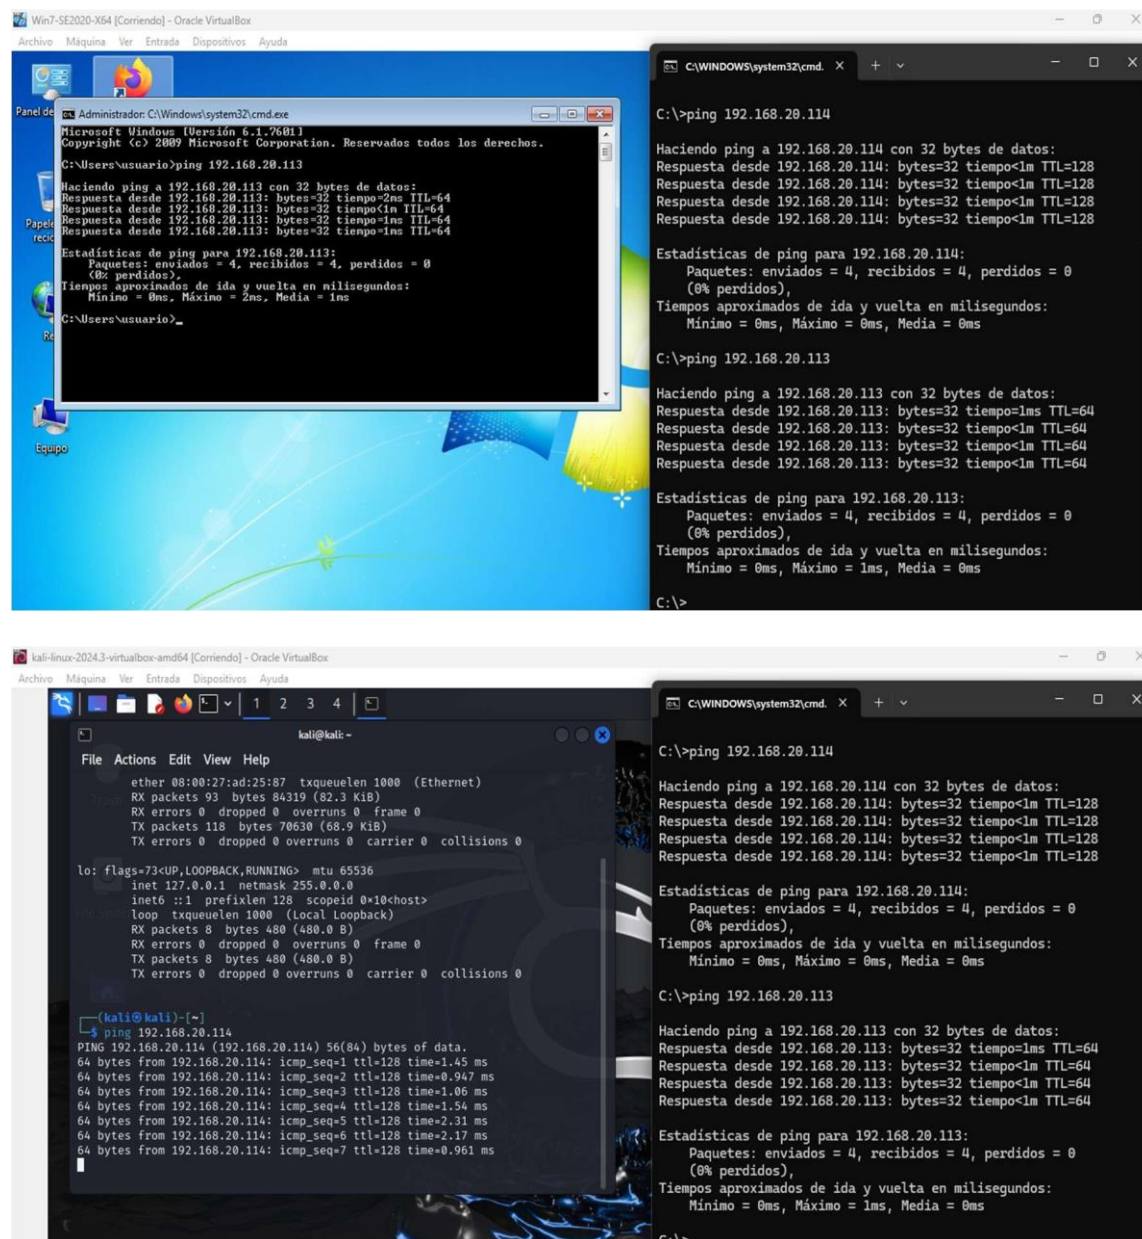 Win7-SE2020-X64 [Corriendo] - Oracle VirtualBox
Archivo Máquina Ver Entrada Dispositivos Ayuda
Panel de
Administrador: C:\Windows\system32\cmd.exe
Microsoft Windows [Versión 6.1.7601]
Copyright (c) 2009 Microsoft Corporation. Reservados todos los derechos.
C:\Users\usuario>ping 192.168.20.113
Haciendo ping a 192.168.20.113 con 32 bytes de datos:
Respuesta desde 192.168.20.113: bytes=32 tiempo=2ms TTL=64
Respuesta desde 192.168.20.113: bytes=32 tiempo<1m TTL=64
Respuesta desde 192.168.20.113: bytes=32 tiempo=1ms TTL=64
Respuesta desde 192.168.20.113: bytes=32 tiempo=1ms TTL=64
Estadísticas de ping para 192.168.20.113:
Paquetes: enviados = 4, recibidos = 4, perdidos = 0
(0% perdidos),
Tiempos aproximados de ida y vuelta en milisegundos:
Mínimo = 0ms, Máximo = 2ms, Media = 1ms
C:\Users\usuario>_
Papele
recic
Re
Equipo
C:\WINDOWS\system32\cmd.
C:\>ping 192.168.20.114
Haciendo ping a 192.168.20.114 con 32 bytes de datos:
Respuesta desde 192.168.20.114: bytes=32 tiempo<1m TTL=128
Respuesta desde 192.168.20.114: bytes=32 tiempo<1m TTL=128
Respuesta desde 192.168.20.114: bytes=32 tiempo<1m TTL=128
Respuesta desde 192.168.20.114: bytes=32 tiempo<1m TTL=128
Estadísticas de ping para 192.168.20.114:
Paquetes: enviados = 4, recibidos = 4, perdidos = 0
(0% perdidos),
Tiempos aproximados de ida y vuelta en milisegundos:
Mínimo = 0ms, Máximo = 0ms, Media = 0ms
C:\>ping 192.168.20.113
Haciendo ping a 192.168.20.113 con 32 bytes de datos:
Respuesta desde 192.168.20.113: bytes=32 tiempo=1ms TTL=64
Respuesta desde 192.168.20.113: bytes=32 tiempo<1m TTL=64
Respuesta desde 192.168.20.113: bytes=32 tiempo<1m TTL=64
Respuesta desde 192.168.20.113: bytes=32 tiempo<1m TTL=64
Estadísticas de ping para 192.168.20.113:
Paquetes: enviados = 4, recibidos = 4, perdidos = 0
(0% perdidos),
Tiempos aproximados de ida y vuelta en milisegundos:
Mínimo = 0ms, Máximo = 1ms, Media = 0ms
C:\>
kali-linux-2024.3-virtualbox-amd64 [Corriendo] - Oracle VirtualBox
Archivo Máquina Ver Entrada Dispositivos Ayuda
1 2 3 4
kali@kali: ~
File Actions Edit View Help
ether 08:00:27:ad:25:87 txqueuelen 1000 (Ethernet)
RX packets 93 bytes 84319 (82.3 KiB)
RX errors 0 dropped 0 overruns 0 frame 0
TX packets 118 bytes 70630 (68.9 KiB)
TX errors 0 dropped 0 overruns 0 carrier 0 collisions 0
lo: flags=73<UP,LOOPBACK,RUNNING> mtu 65536
inet 127.0.0.1 netmask 255.0.0.0
inet6 ::1 prefixlen 128 scopeid 0×10<host>
loop txqueuelen 1000 (Local Loopback)
RX packets 8 bytes 480 (480.0 B)
RX errors 0 dropped 0 overruns 0 frame 0
TX packets 8 bytes 480 (480.0 B)
TX errors 0 dropped 0 overruns 0 carrier 0 collisions 0
(kali㉿kali)-[~]
$ ping 192.168.20.114
PING 192.168.20.114 (192.168.20.114) 56(84) bytes of data.
64 bytes from 192.168.20.114: icmp_seq=1 ttl=128 time=1.45 ms
64 bytes from 192.168.20.114: icmp_seq=2 ttl=128 time=0.947 ms
64 bytes from 192.168.20.114: icmp_seq=3 ttl=128 time=1.06 ms
64 bytes from 192.168.20.114: icmp_seq=4 ttl=128 time=1.54 ms
64 bytes from 192.168.20.114: icmp_seq=5 ttl=128 time=2.31 ms
64 bytes from 192.168.20.114: icmp_seq=6 ttl=128 time=2.17 ms
64 bytes from 192.168.20.114: icmp_seq=7 ttl=128 time=0.961 ms
C:\WINDOWS\system32\cmd.
C:\>ping 192.168.20.114
Haciendo ping a 192.168.20.114 con 32 bytes de datos:
Respuesta desde 192.168.20.114: bytes=32 tiempo<1m TTL=128
Respuesta desde 192.168.20.114: bytes=32 tiempo<1m TTL=128
Respuesta desde 192.168.20.114: bytes=32 tiempo<1m TTL=128
Respuesta desde 192.168.20.114: bytes=32 tiempo<1m TTL=128
Estadísticas de ping para 192.168.20.114:
Paquetes: enviados = 4, recibidos = 4, perdidos = 0
(0% perdidos),
Tiempos aproximados de ida y vuelta en milisegundos:
Mínimo = 0ms, Máximo = 0ms, Media = 0ms
C:\>ping 192.168.20.113
Haciendo ping a 192.168.20.113 con 32 bytes de datos:
Respuesta desde 192.168.20.113: bytes=32 tiempo=1ms TTL=64
Respuesta desde 192.168.20.113: bytes=32 tiempo<1m TTL=64
Respuesta desde 192.168.20.113: bytes=32 tiempo<1m TTL=64
Respuesta desde 192.168.20.113: bytes=32 tiempo<1m TTL=64
Estadísticas de ping para 192.168.20.113:
Paquetes: enviados = 4, recibidos = 4, perdidos = 0
(0% perdidos),
Tiempos aproximados de ida y vuelta en milisegundos:
Mínimo = 0ms, Máximo = 1ms, Media = 0ms
C:\>